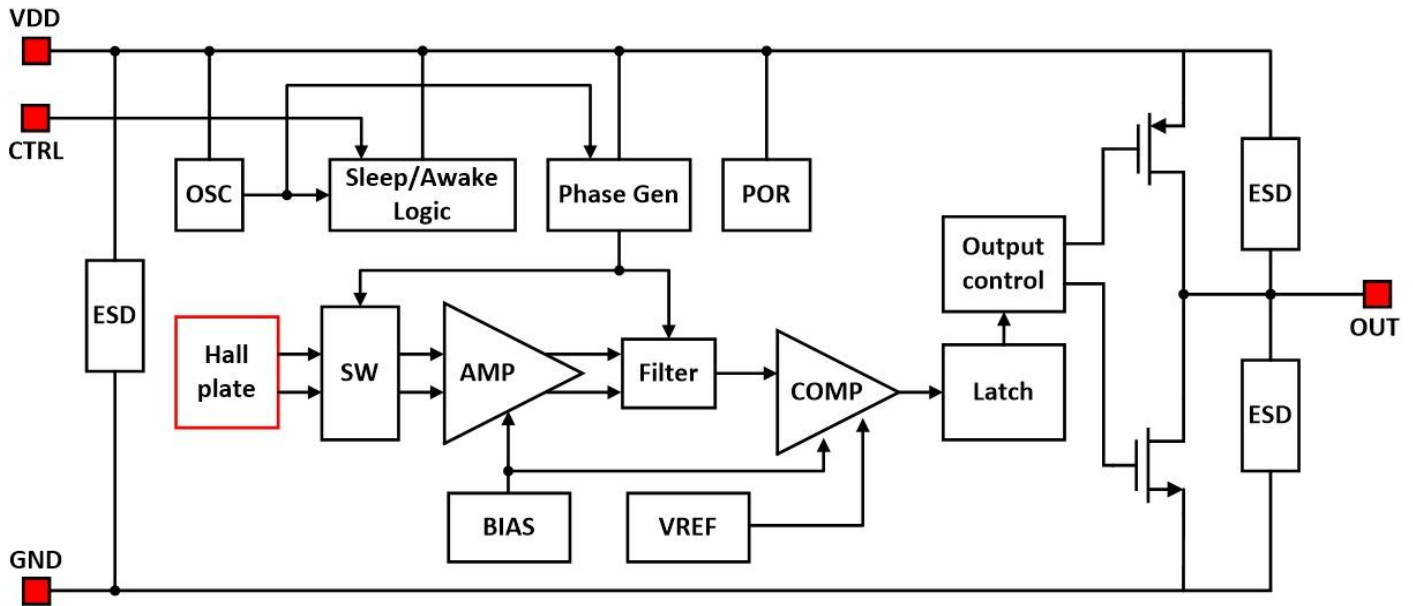 VDD
CTRL
OSC
Sleep/Awake
Logic
Phase Gen
POR
ESD
Output
control
ESD
Hall
plate
SW
AMP
Filter
COMP
Latch
OUT
ESD
BIAS
VREF
GND